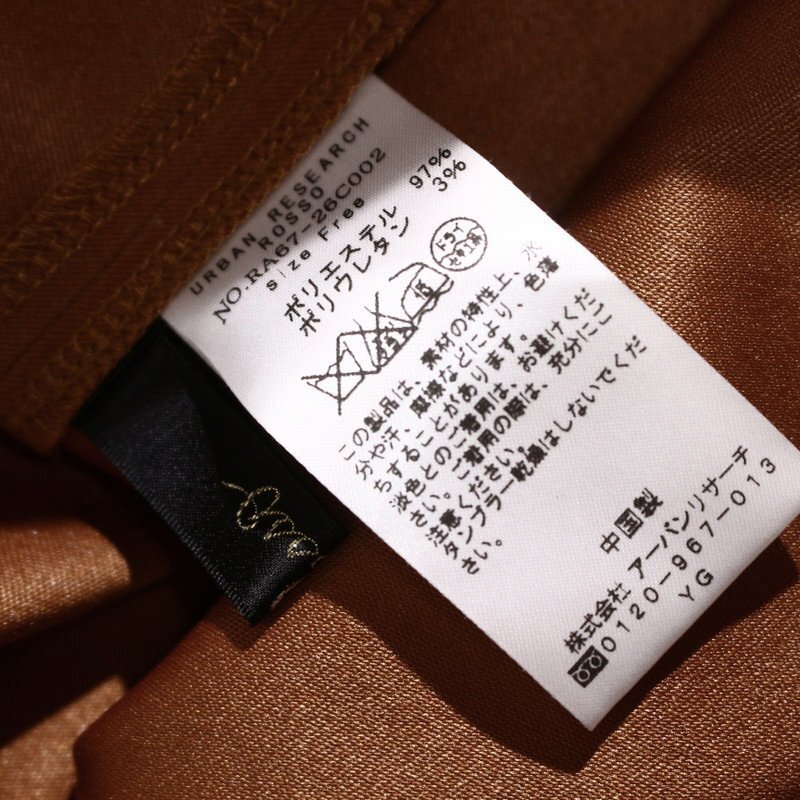 URBAN RESEARCH
ROSSO
NO.RA67-26C002
size Free
ポリエステル 97%
ポリウレタン 3%
ドライ
この製品は、素材の特性上、水
分や汗、摩擦などにより、色落
ちすることがあります。
淡色とのご着用は、お避けくだ
さい。ご着用の際は、充分にご
注意ください。
タンブラー乾燥はしないでくだ
さい。
中国製
株式会社 アーバンリサーチ
0120-967-013
YG